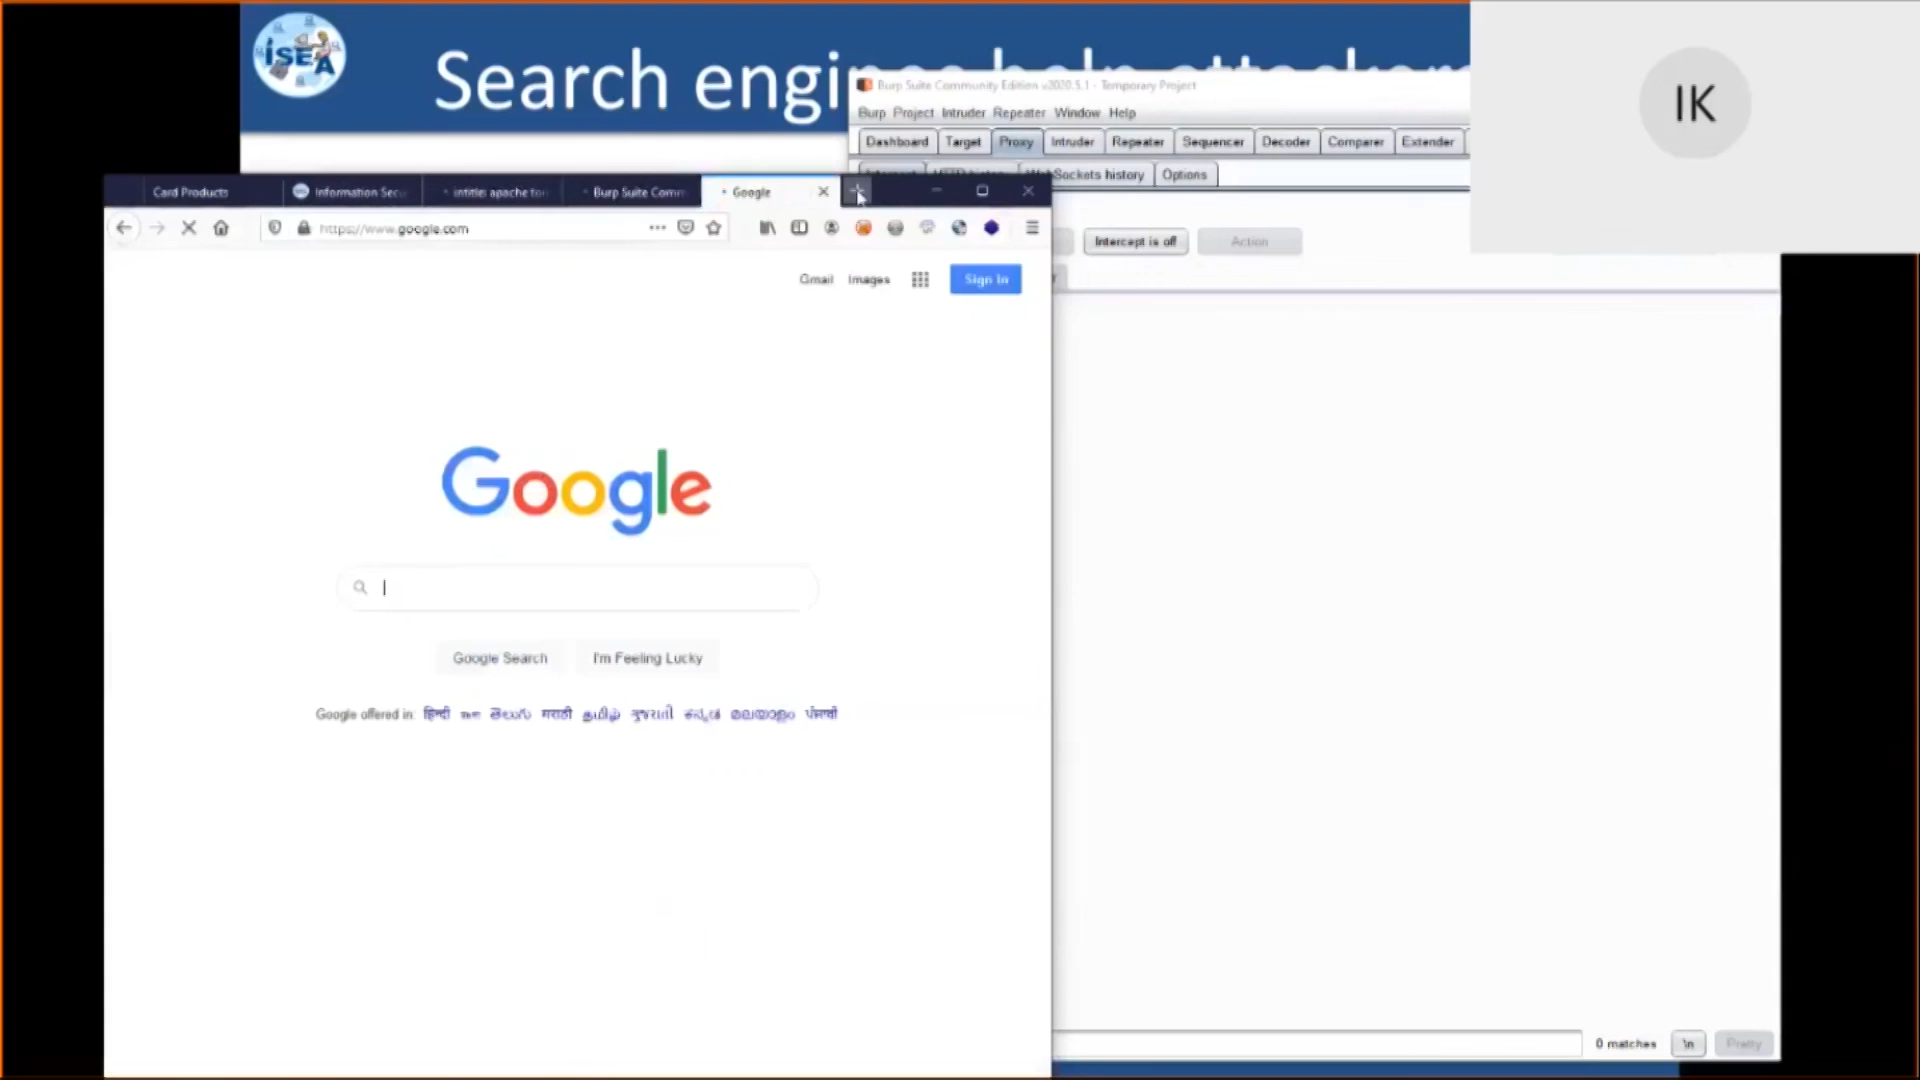 ISEA
Search engi
IK
Burp Suite Community Edition v2020.5.1 - Temporary Project
Burp Project Intruder Repeater Window Help
Dashboard Target Proxy Intruder Repeater Sequencer Decoder Comparer Extender
Sockets history Options
Card Products
Information Secu
intitle: apache tom
Burp Suite Comm
Google
https://www.google.com
Intercept is off
Action
Gmail Images
Sign in
Google
Google Search
I'm Feeling Lucky
Google offered in: हिन्दी বাংলা తెలుగు मराठी தமிழ் ગુજરાતી ಕನ್ನಡ മലയാളം ਪੰਜਾਬੀ
0 matches
\n
Pretty